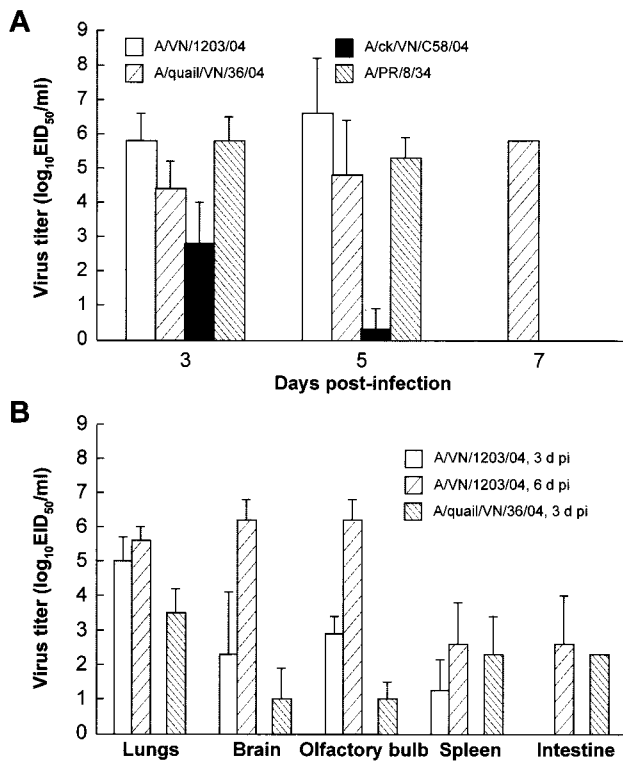 A
Virus titer (log10EID50/ml)
9
8
7
6
5
4
3
2
1
0
A/VN/1203/04
A/quail/VN/36/04
A/ck/VN/C58/04
A/PR/8/34
3 5 7
Days post-infection
B
Virus titer (log10EID50/ml)
9
8
7
6
5
4
3
2
1
0
A/VN/1203/04, 3 d pi
A/VN/1203/04, 6 d pi
A/quail/VN/36/04, 3 d pi
Lungs Brain Olfactory bulb Spleen Intestine